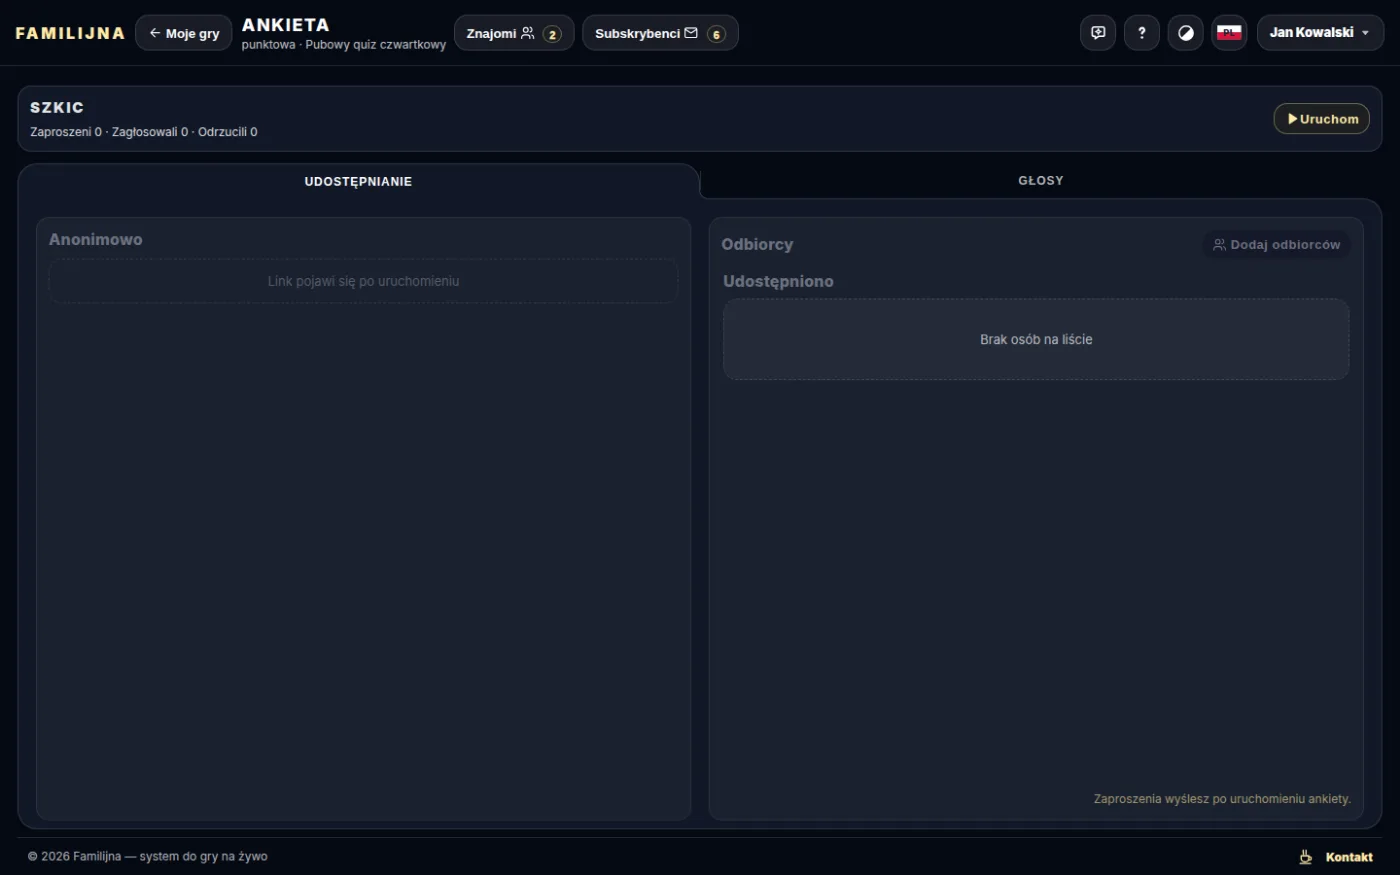 FAMILIJNA
← Moje gry
ANKIETA
punktowa · Pubowy quiz czwartkowy
Znajomi 2
Subskrybenci 6
?
PL
Jan Kowalski
SZKIC
Zaproszeni 0 · Zagłosowali 0 · Odrzucili 0
Uruchom
UDOSTĘPNIANIE
GŁOSY
Anonimowo
Link pojawi się po uruchomieniu
Odbiorcy
Dodaj odbiorców
Udostępniono
Brak osób na liście
Zaproszenia wyślesz po uruchomieniu ankiety.
© 2026 Familijna — system do gry na żywo
Kontakt